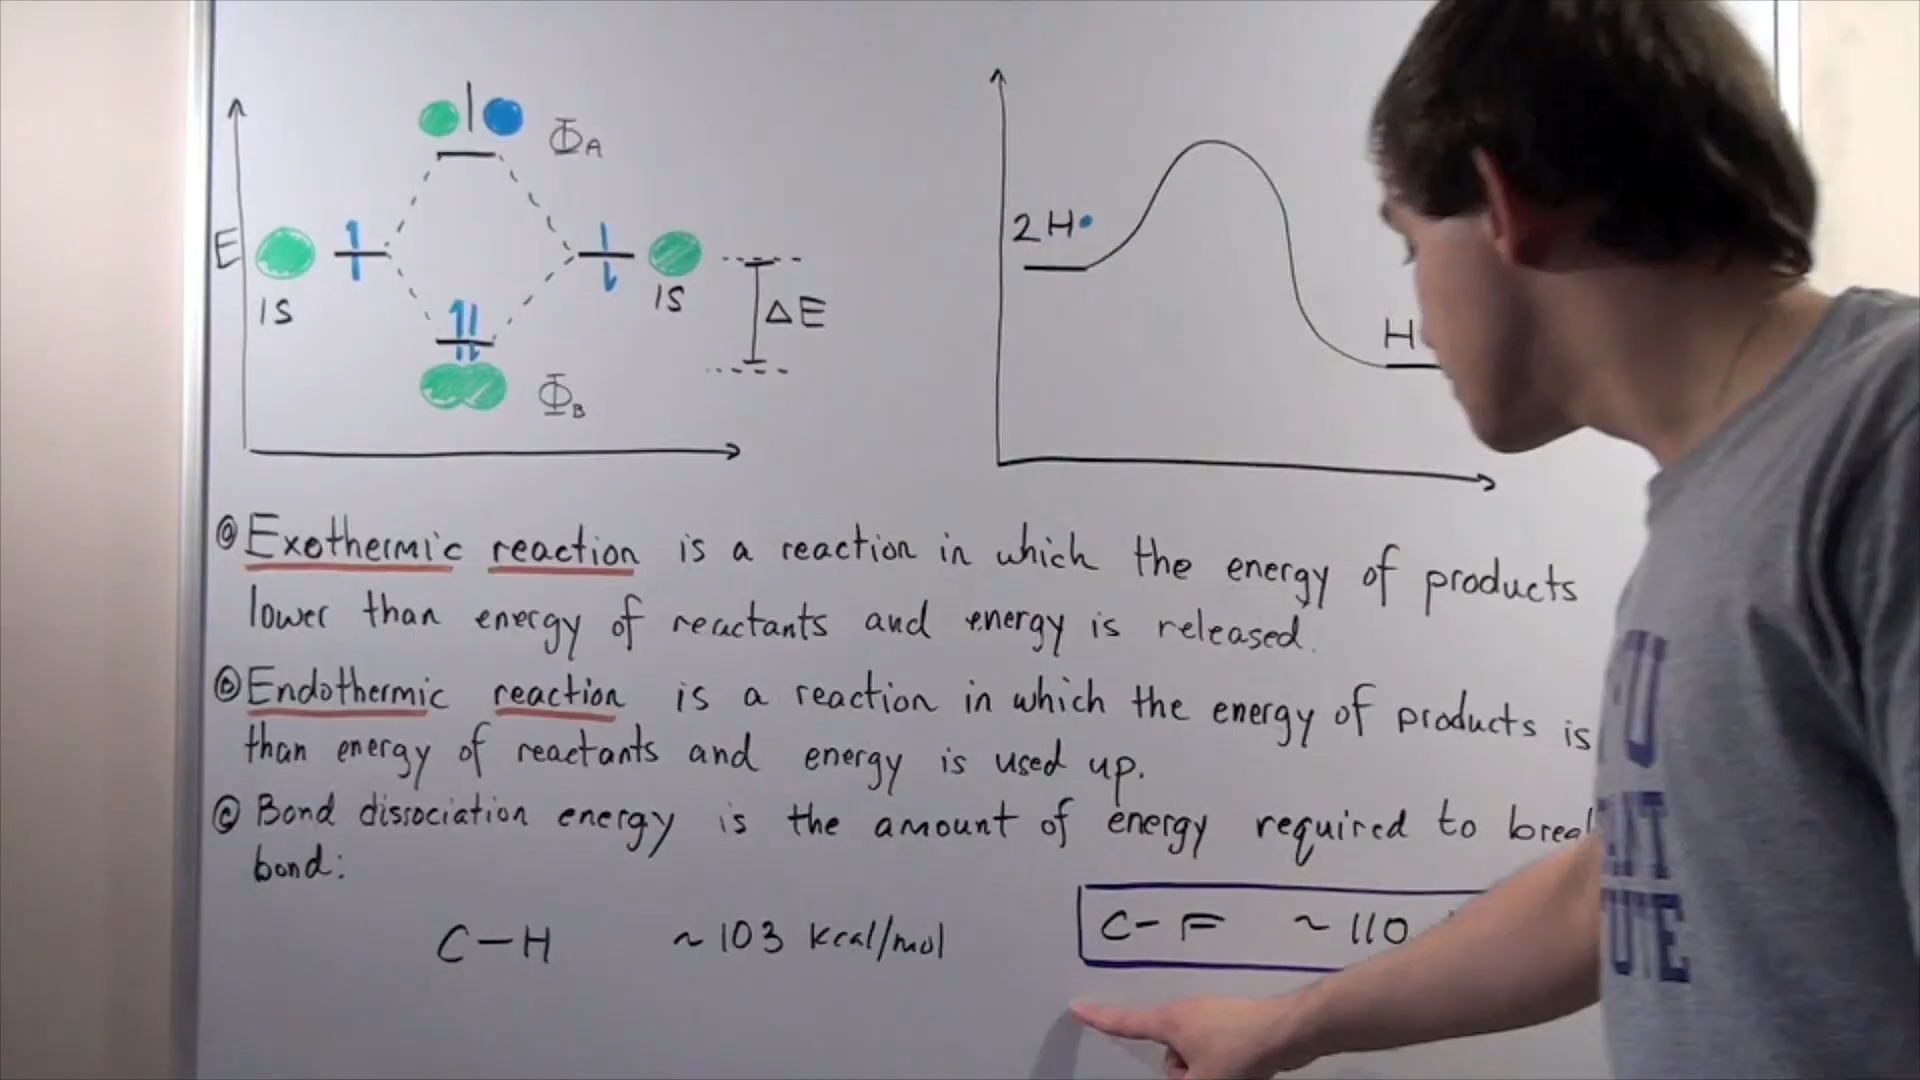 ΦA
E
1S
1S
ΔE
ΦB
2H•
H
ⓐ Exothermic reaction is a reaction in which the energy of products
lower than energy of reactants and energy is released.
ⓑ Endothermic reaction is a reaction in which the energy of products is
than energy of reactants and energy is used up.
ⓒ Bond dissociation energy is the amount of energy required to
bond:
C-H ~103 kcal/mol
C-F ~110